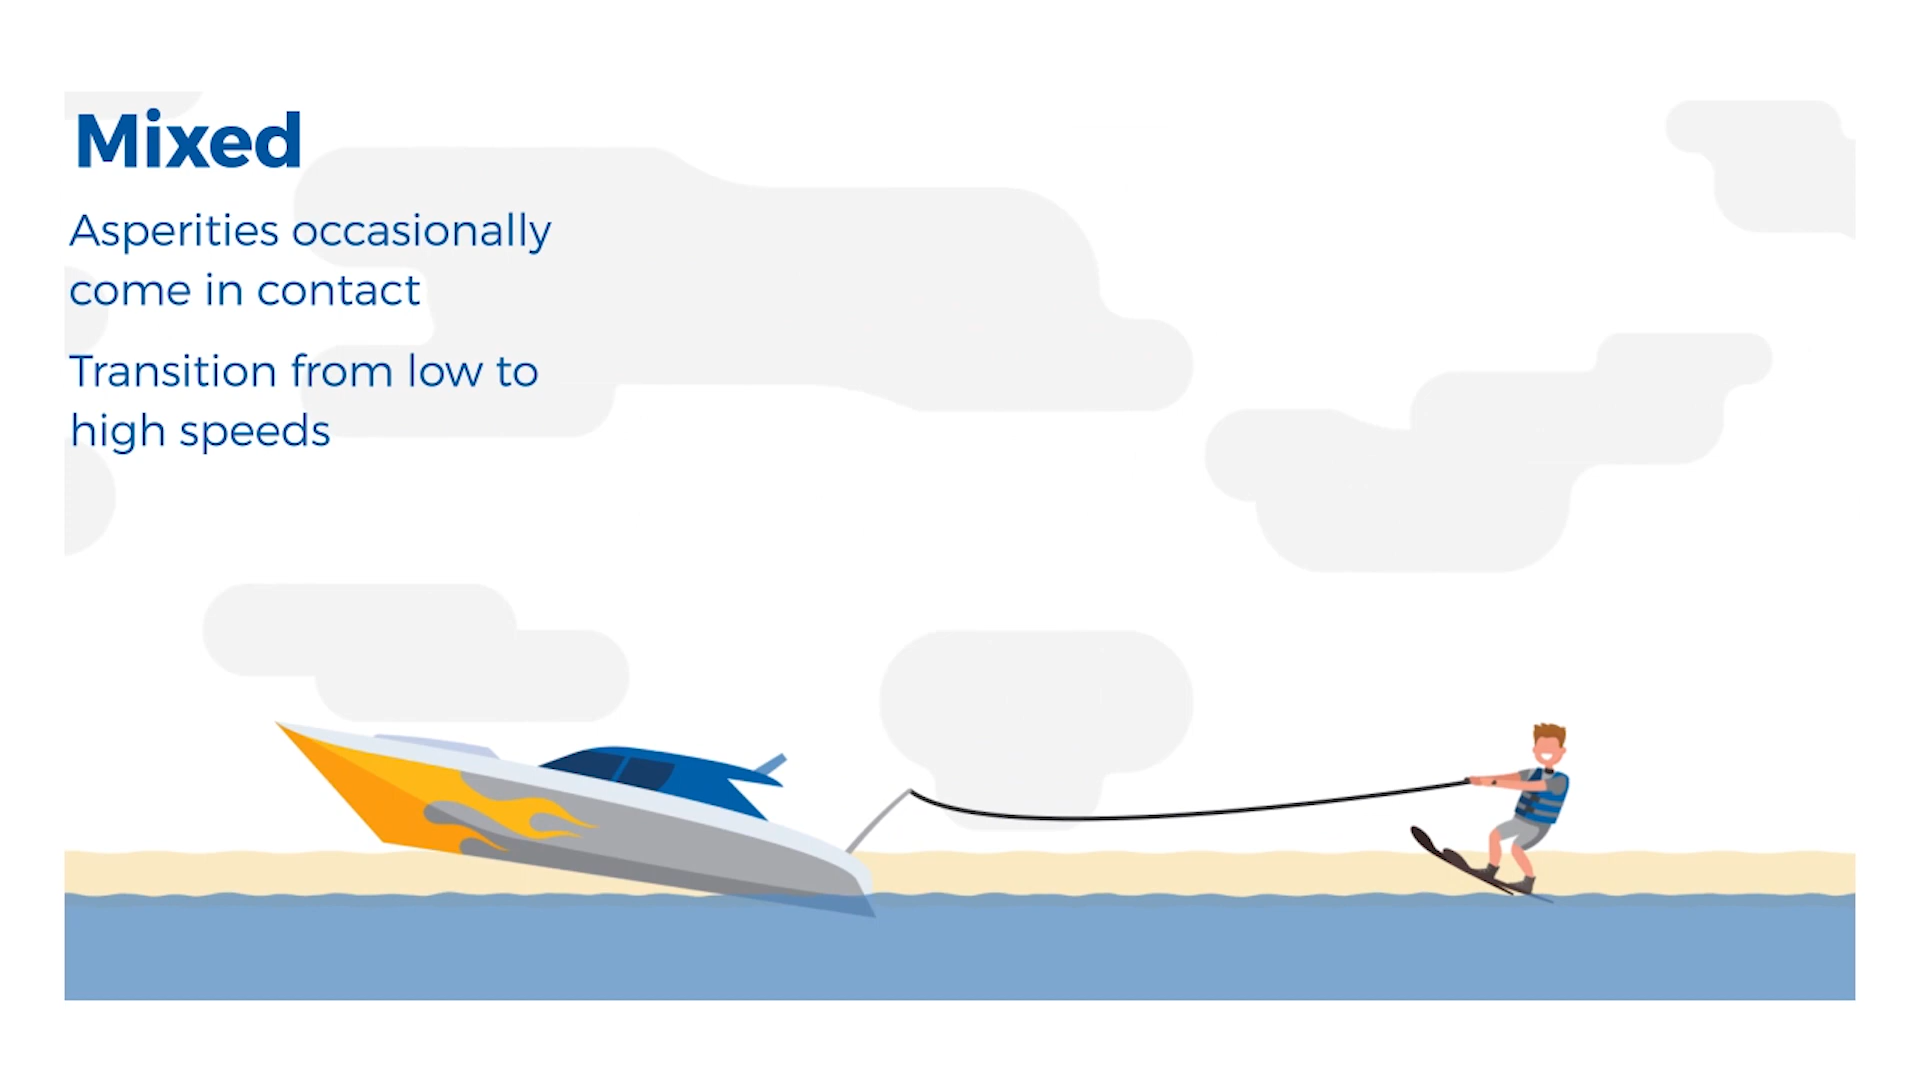 Mixed
Asperities occasionally
come in contact
Transition from low to
high speeds